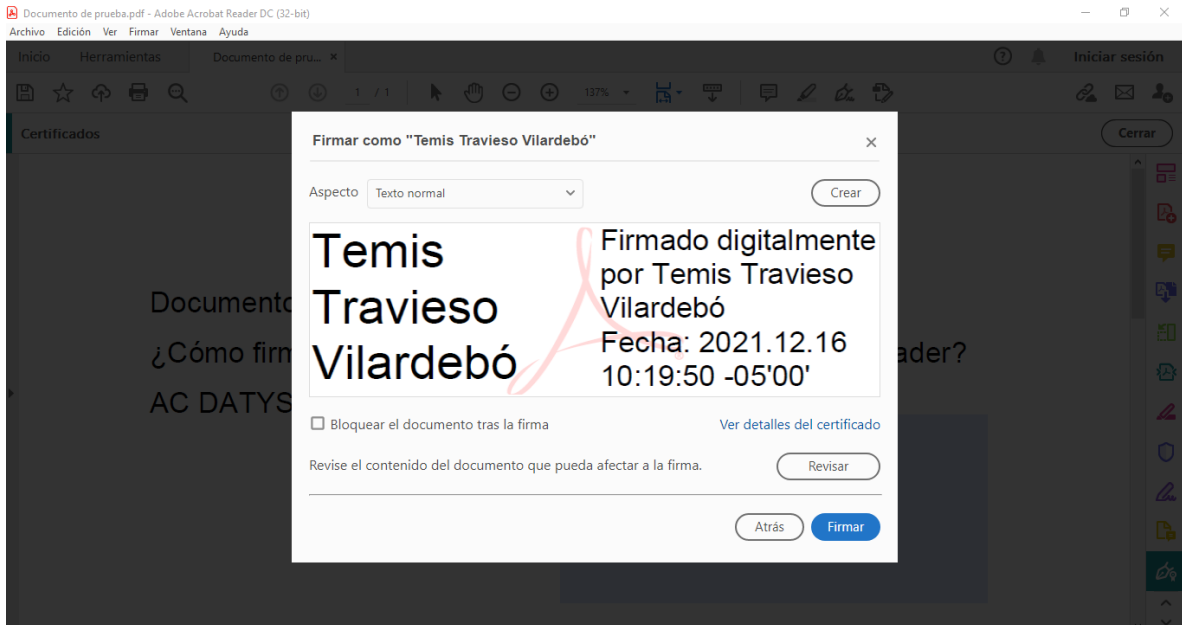 Documento de prueba.pdf - Adobe Acrobat Reader DC (32-bit)
Archivo Edición Ver Firmar Ventana Ayuda
Inicio Herramientas Documento de pru... × Iniciar sesión
1 / 1 137%
Certificados Cerrar
Firmar como "Temis Travieso Vilardebó"
Aspecto Texto normal Crear
Temis
Travieso
Vilardebó
Firmado digitalmente
por Temis Travieso
Vilardebó
Fecha: 2021.12.16
10:19:50 -05'00'
Documento
¿Cómo firm ader?
AC DATYS
Bloquear el documento tras la firma Ver detalles del certificado
Revise el contenido del documento que pueda afectar a la firma. Revisar
Atrás Firmar